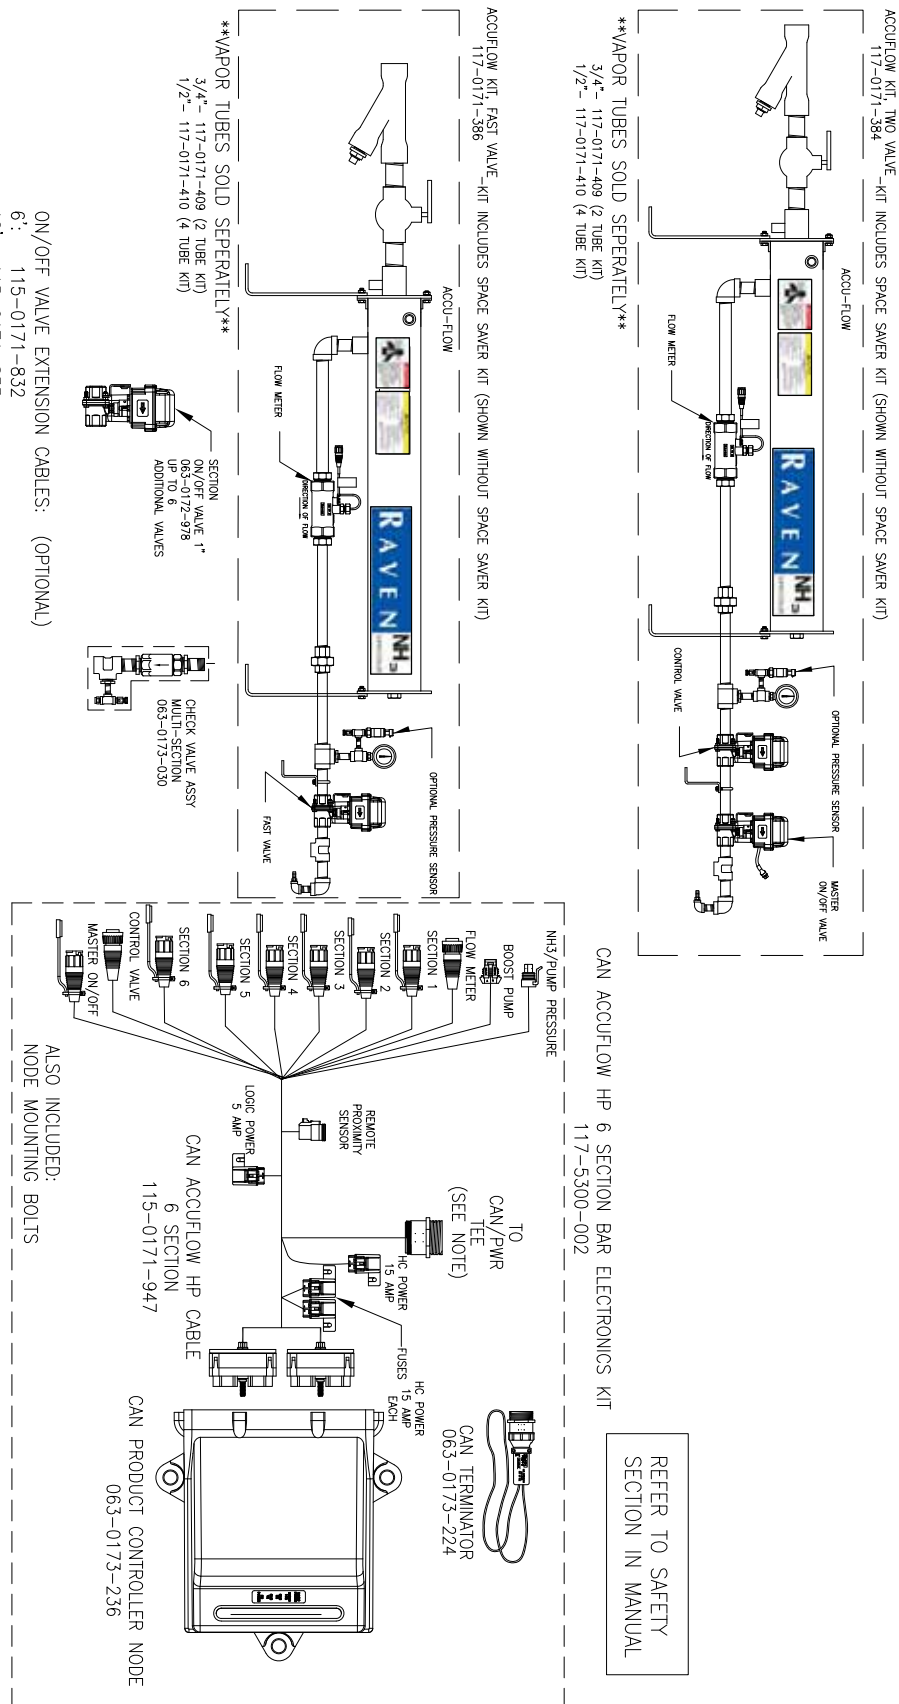 ACCUFLOW KIT, TWO VALVE -KIT INCLUDES SPACE SAVER KIT (SHOWN WITHOUT SPACE SAVER KIT)
117-0171-384
ACCU-FLOW
FLOW METER
DIRECTION OF FLOW
RAVEN
NH
CONTROL VALVE
OPTIONAL PRESSURE SENSOR
MASTER
ON/OFF VALVE
**VAPOR TUBES SOLD SEPERATELY**
3/4"- 117-0171-409 (2 TUBE KIT)
1/2"- 117-0171-410 (4 TUBE KIT)
ACCUFLOW KIT, FAST VALVE -KIT INCLUDES SPACE SAVER KIT (SHOWN WITHOUT SPACE SAVER KIT)
117-0171-386
ACCU-FLOW
FLOW METER
DIRECTION OF FLOW
RAVEN
NH
OPTIONAL PRESSURE SENSOR
FAST VALVE
**VAPOR TUBES SOLD SEPERATELY**
3/4"- 117-0171-409 (2 TUBE KIT)
1/2"- 117-0171-410 (4 TUBE KIT)
SECTION
ON/OFF VALVE 1"
063-0172-978
UP TO 6
ADDITIONAL VALVES
CHECK VALVE ASSY
MULTI-SECTION
063-0173-030
ON/OFF VALVE EXTENSION CABLES: (OPTIONAL)
6': 115-0171-832
REFER TO SAFETY
SECTION IN MANUAL
CAN ACCUFLOW HP 6 SECTION BAR ELECTRONICS KIT
117-5300-002
NH3/PUMP PRESSURE
BOOST PUMP
FLOW METER
SECTION 1
SECTION 2
SECTION 3
SECTION 4
SECTION 5
SECTION 6
CONTROL VALVE
MASTER ON/OFF
REMOTE
PROXIMITY
SENSOR
LOGIC POWER
5 AMP
TO
CAN/PWR
TEE
(SEE NOTE)
HC POWER
15 AMP
FUSES
HC POWER
15 AMP
EACH
CAN TERMINATOR
063-0173-224
CAN ACCUFLOW HP CABLE
6 SECTION
115-0171-947
CAN PRODUCT CONTROLLER NODE
063-0173-236
ALSO INCLUDED:
NODE MOUNTING BOLTS